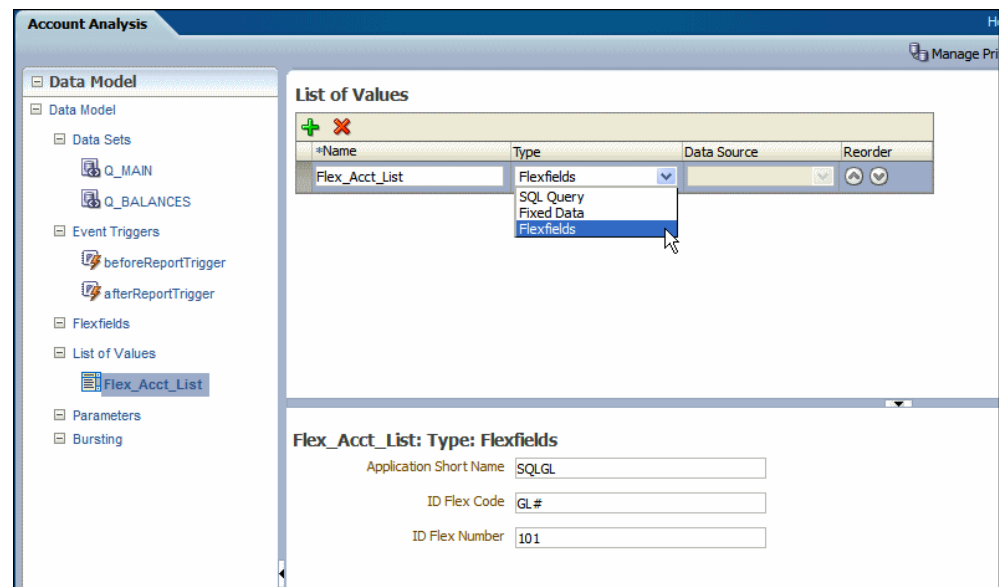 Account Analysis
Manage Pri
Data Model
Data Model
Data Sets
Q_MAIN
Q_BALANCES
Event Triggers
beforeReportTrigger
afterReportTrigger
Flexfields
List of Values
Flex_Acct_List
Parameters
Bursting
List of Values
*Name Type Data Source Reorder
Flex_Acct_List Flexfields
SQL Query
Fixed Data
Flexfields
Flex_Acct_List: Type: Flexfields
Application Short Name SQLGL
ID Flex Code GL#
ID Flex Number 101